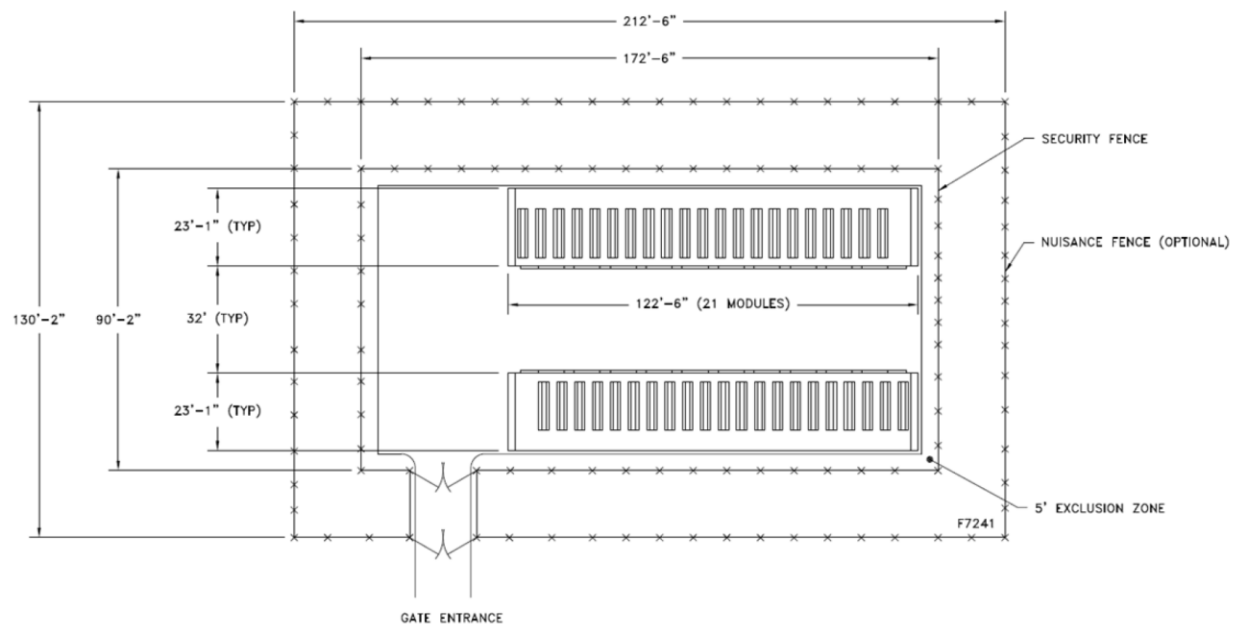 212'-6"
172'-6"
SECURITY FENCE
23'-1" (TYP)
NUISANCE FENCE (OPTIONAL)
122'-6" (21 MODULES)
130'-2"
90'-2"
32' (TYP)
23'-1" (TYP)
5' EXCLUSION ZONE
F7241
GATE ENTRANCE